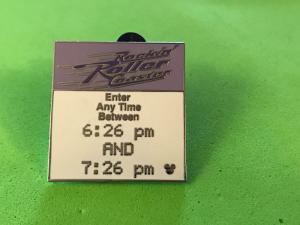 Rockin'
Roller
Coaster
Enter
Any Time
Between
6:26 pm
AND
7:26 pm